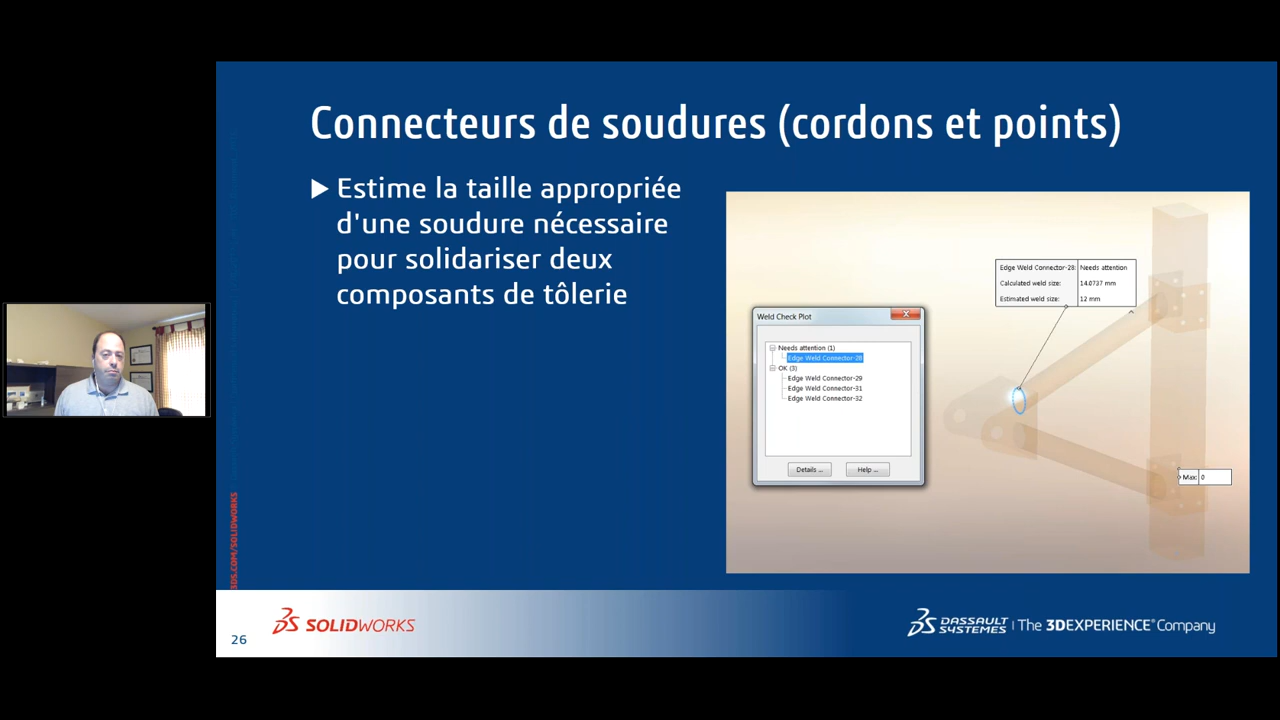 Connecteurs de soudures (cordons et points)
Estime la taille appropriée
d'une soudure nécessaire
pour solidariser deux
composants de tôlerie
Edge Weld Connector-28: Needs attention
Calculated weld size: 14.0737 mm
Estimated weld size: 12 mm
Weld Check Plot
Needs attention (1)
Edge Weld Connector-28
OK (3)
Edge Weld Connector-29
Edge Weld Connector-31
Edge Weld Connector-32
Details ...
Help ...
Max: 0
3DS.COM/SOLIDWORKS
26
SOLIDWORKS
DASSAULT SYSTEMES | The 3DEXPERIENCE® Company